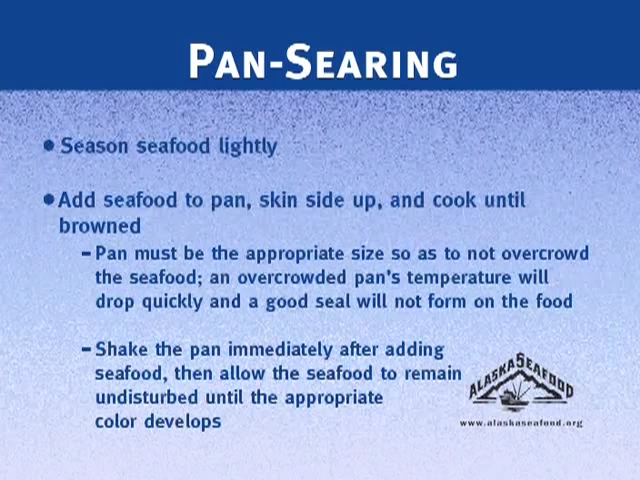 PAN-SEARING
• Season seafood lightly
• Add seafood to pan, skin side up, and cook until
browned
– Pan must be the appropriate size so as to not overcrowd
the seafood; an overcrowded pan's temperature will
drop quickly and a good seal will not form on the food
– Shake the pan immediately after adding
seafood, then allow the seafood to remain
undisturbed until the appropriate
color develops
ALASKA SEAFOOD
www.alaskaseafood.org